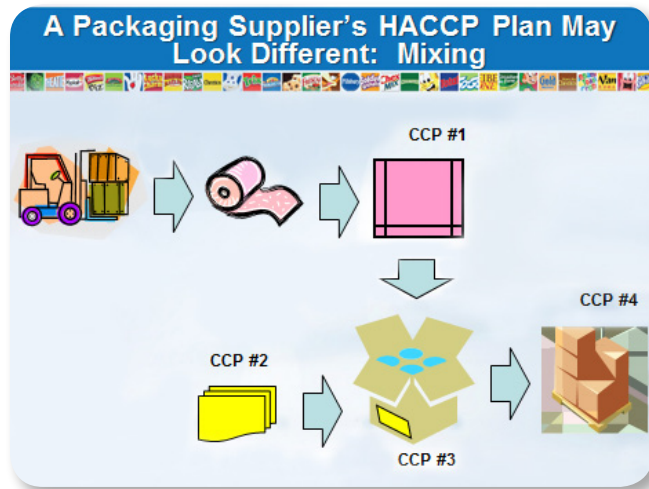 A Packaging Supplier's HACCP Plan May
Look Different: Mixing
CCP #1
CCP #4
CCP #2
CCP #3